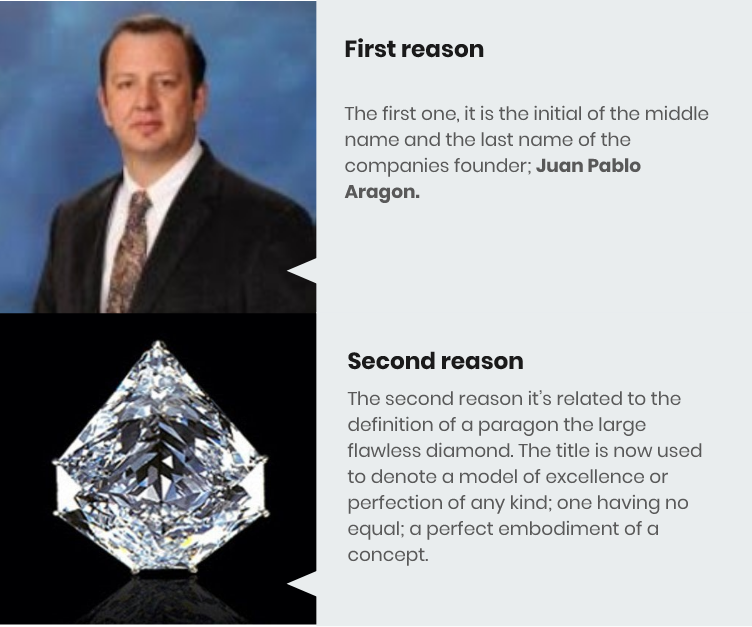 First reason
The first one, it is the initial of the middle
name and the last name of the
companies founder; Juan Pablo
Aragon.
Second reason
The second reason it's related to the
definition of a paragon the large
flawless diamond. The title is now used
to denote a model of excellence or
perfection of any kind; one having no
equal; a perfect embodiment of a
concept.